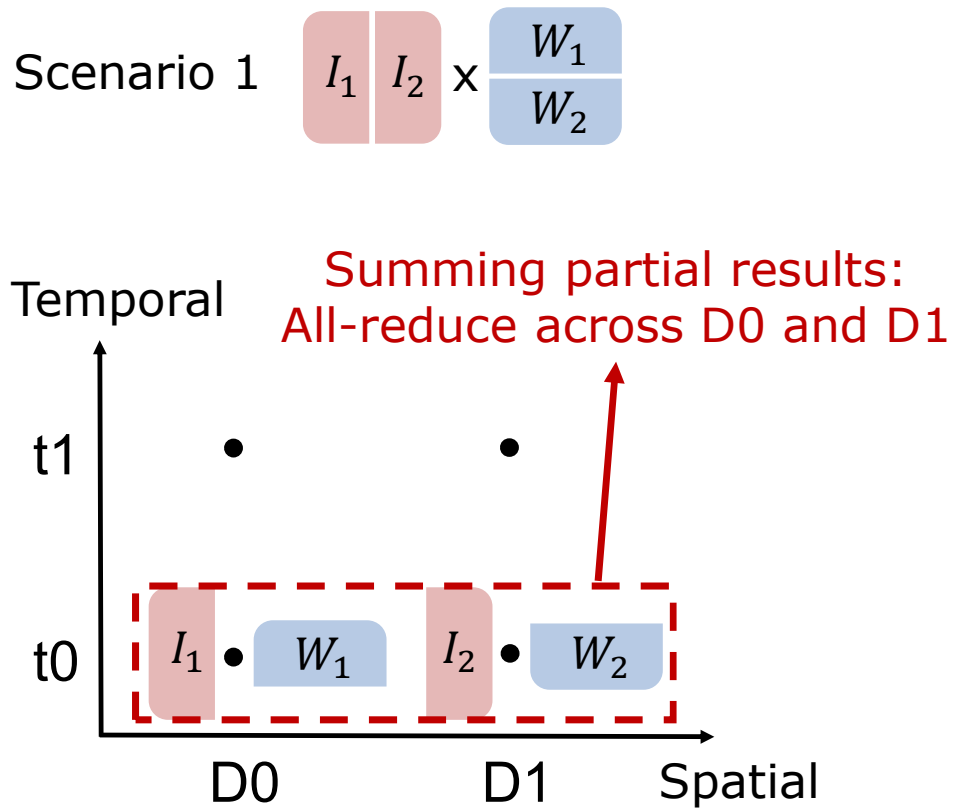 Scenario 1 I₁ I₂ x W₁
W₂
Summing partial results:
All-reduce across D0 and D1
Temporal
t1
t0 I₁ W₁ I₂ W₂
D0 D1 Spatial